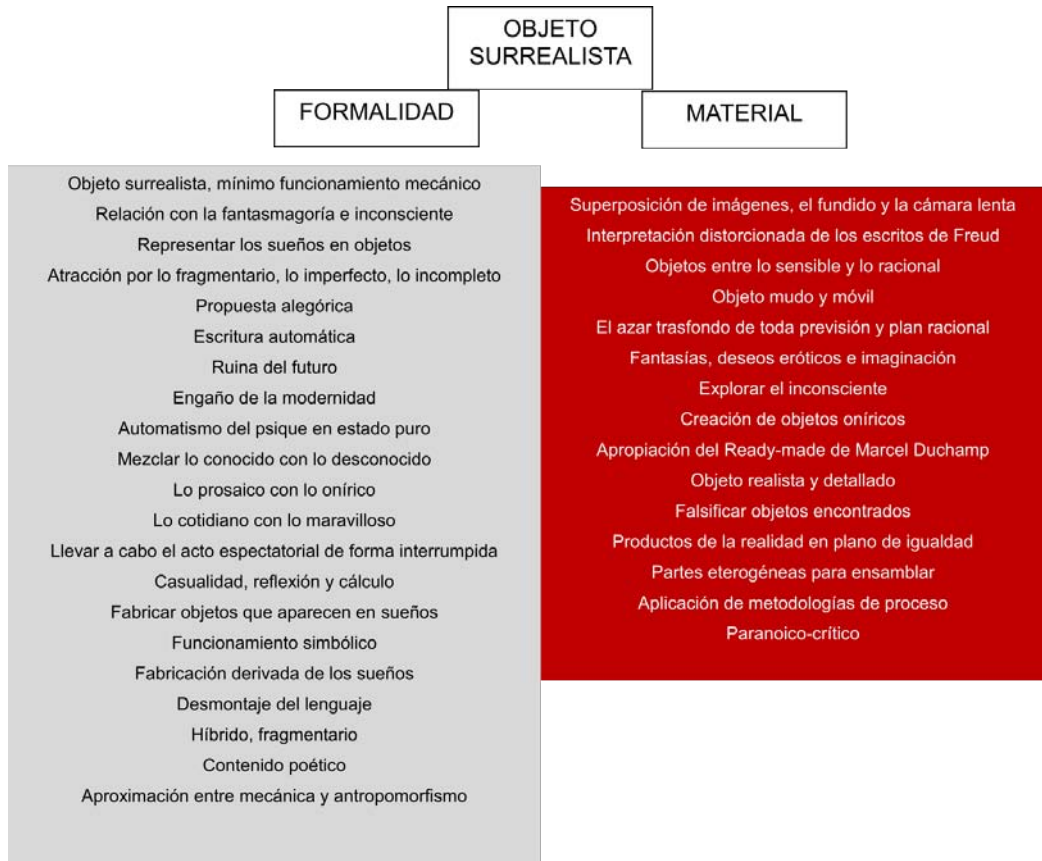 OBJETO
SURREALISTA
FORMALIDAD
MATERIAL
Objeto surrealista, mínimo funcionamiento mecánico
Relación con la fantasmagoría e inconsciente
Representar los sueños en objetos
Atracción por lo fragmentario, lo imperfecto, lo incompleto
Propuesta alegórica
Escritura automática
Ruina del futuro
Engaño de la modernidad
Automatismo del psique en estado puro
Mezclar lo conocido con lo desconocido
Lo prosaico con lo onírico
Lo cotidiano con lo maravilloso
Llevar a cabo el acto espectatorial de forma interrumpida
Casualidad, reflexión y cálculo
Fabricar objetos que aparecen en sueños
Funcionamiento simbólico
Fabricación derivada de los sueños
Desmontaje del lenguaje
Híbrido, fragmentario
Contenido poético
Aproximación entre mecánica y antropomorfismo
Superposición de imágenes, el fundido y la cámara lenta
Interpretación distorcionada de los escritos de Freud
Objetos entre lo sensible y lo racional
Objeto mudo y móvil
El azar trasfondo de toda previsión y plan racional
Fantasías, deseos eróticos e imaginación
Explorar el inconsciente
Creación de objetos oníricos
Apropiación del Ready-made de Marcel Duchamp
Objeto realista y detallado
Falsificar objetos encontrados
Productos de la realidad en plano de igualdad
Partes eterogéneas para ensamblar
Aplicación de metodologías de proceso
Paranoico-crítico